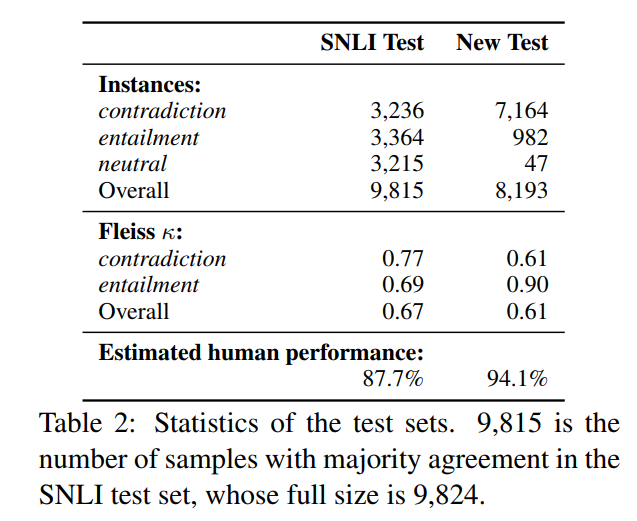 SNLI Test New Test
Instances:
contradiction 3,236 7,164
entailment 3,364 982
neutral 3,215 47
Overall 9,815 8,193
Fleiss κ:
contradiction 0.77 0.61
entailment 0.69 0.90
Overall 0.67 0.61
Estimated human performance:
87.7% 94.1%
Table 2: Statistics of the test sets. 9,815 is the
number of samples with majority agreement in the
SNLI test set, whose full size is 9,824.